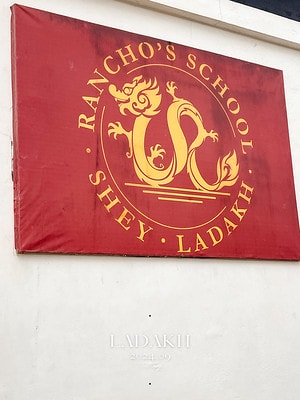 · RANCHO'S SCHOOL ·
SHEY · LADAKH
LADAKH